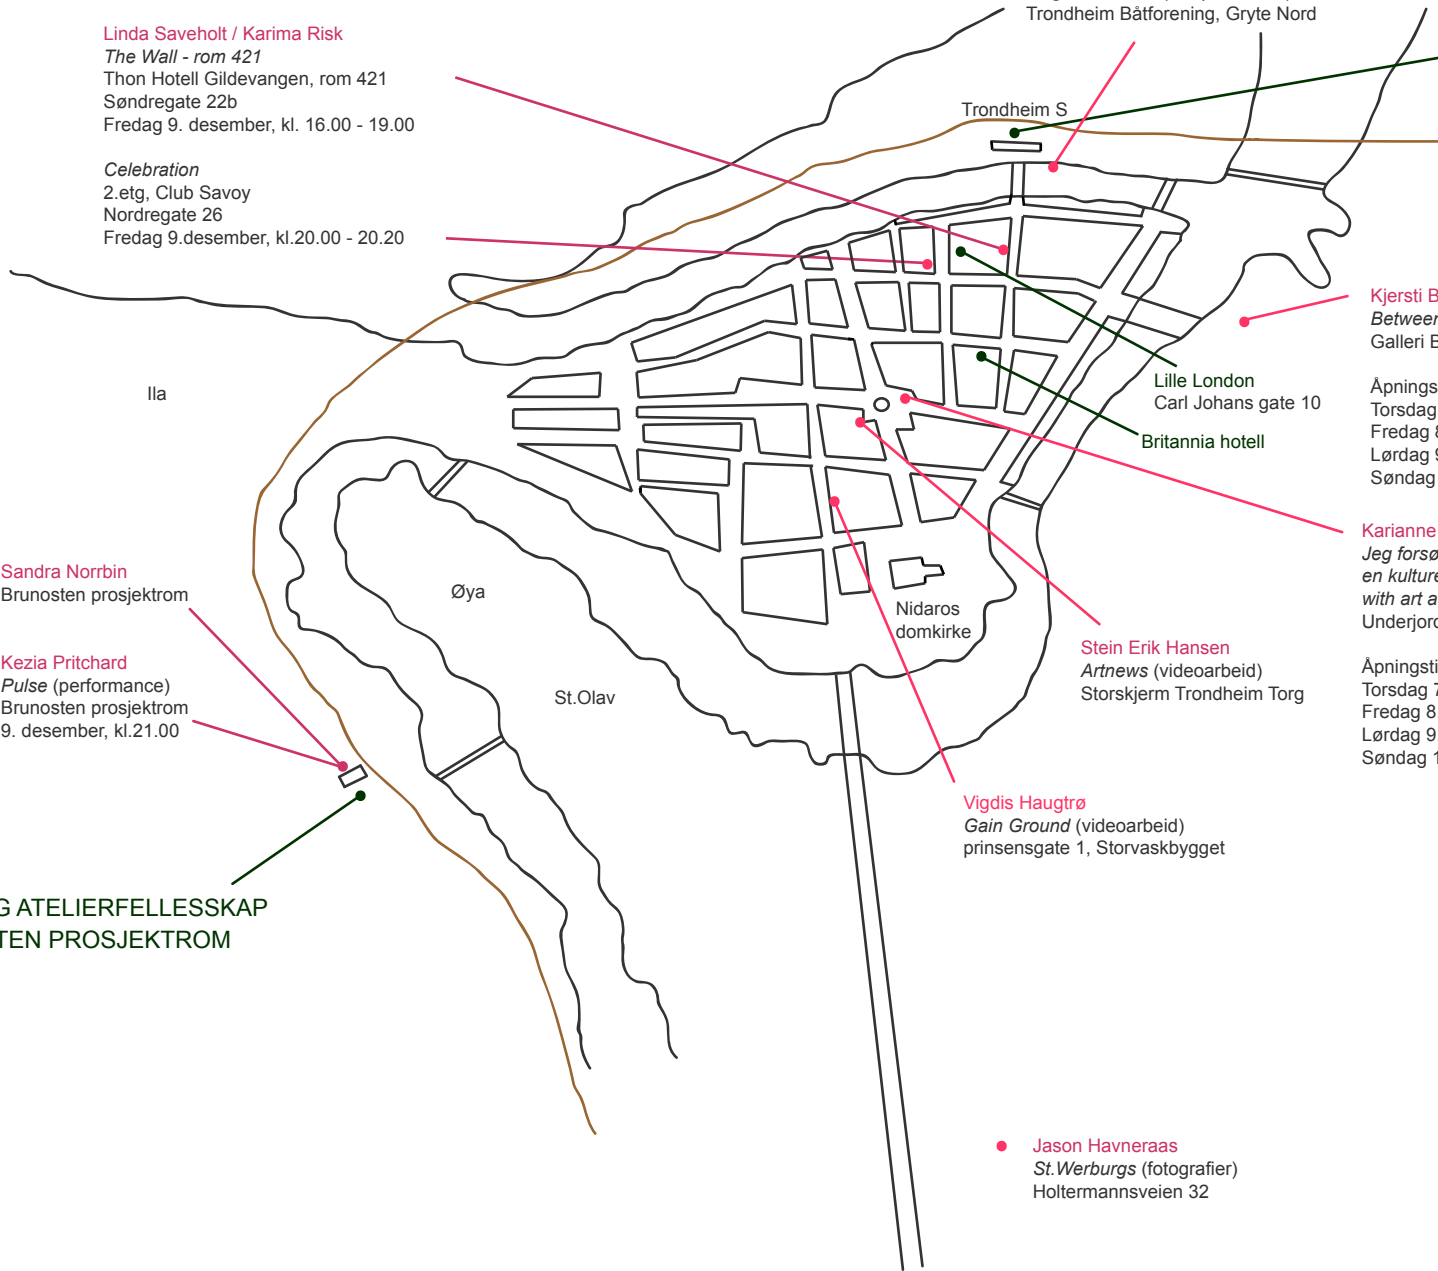 Trondheim Båtforening, Gryte Nord
Linda Saveholt / Karima Risk
The Wall - rom 421
Thon Hotell Gildevangen, rom 421
Søndregate 22b
Fredag 9. desember, kl. 16.00 - 19.00
Celebration
2.etg, Club Savoy
Nordregate 26
Fredag 9.desember, kl.20.00 - 20.20
Trondheim S
Kjersti B
Between
Galleri B
Åpnings
Torsdag
Fredag 8
Lørdag 9
Søndag
Ila
Lille London
Carl Johans gate 10
Britannia hotell
Karianne
Jeg forsø
en kulture
with art a
Underjord
Åpningsti
Torsdag 7
Fredag 8
Lørdag 9
Søndag 1
Sandra Norrbin
Brunosten prosjektrom
Kezia Pritchard
Pulse (performance)
Brunosten prosjektrom
9. desember, kl.21.00
Øya
St.Olav
Nidaros
domkirke
Stein Erik Hansen
Artnews (videoarbeid)
Storskjerm Trondheim Torg
Vigdis Haugtrø
Gain Ground (videoarbeid)
prinsensgate 1, Storvaskbygget
G ATELIERFELLESSKAP
TEN PROSJEKTROM
Jason Havneraas
St.Werburgs (fotografier)
Holtermannsveien 32